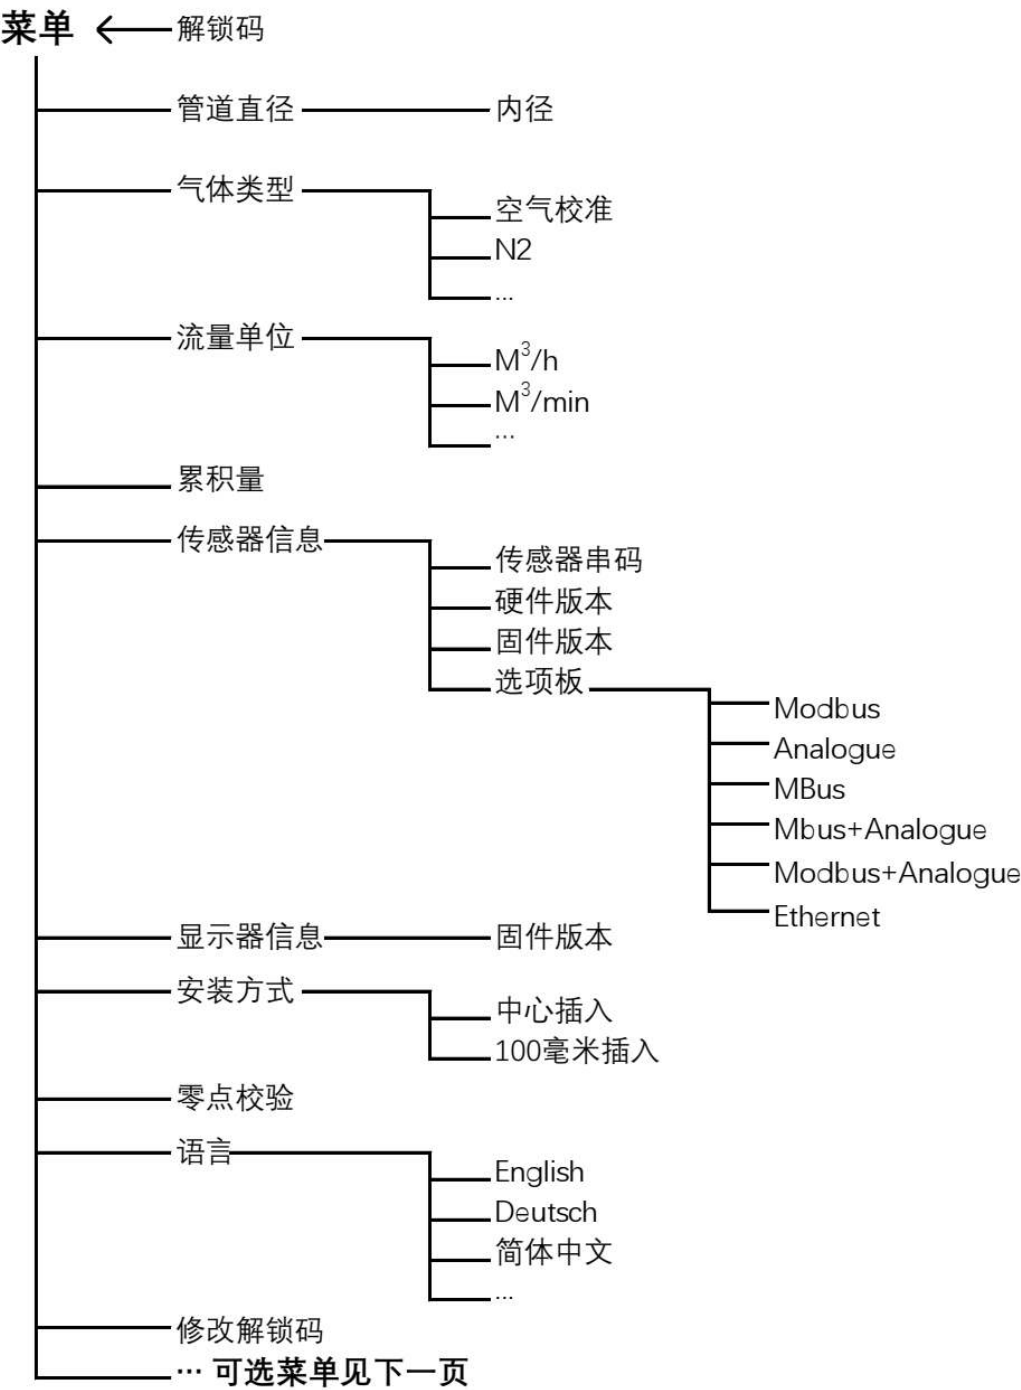 菜单 解锁码
管道直径 内径
气体类型
空气校准
N2
...
流量单位
M³/h
M³/min
...
累积量
传感器信息
传感器串码
硬件版本
固件版本
选项板
Modbus
Analogue
MBus
Mbus+Analogue
Modbus+Analogue
Ethernet
显示器信息 固件版本
安装方式
中心插入
100毫米插入
零点校验
语言
English
Deutsch
简体中文
...
修改解锁码
... 可选菜单见下一页